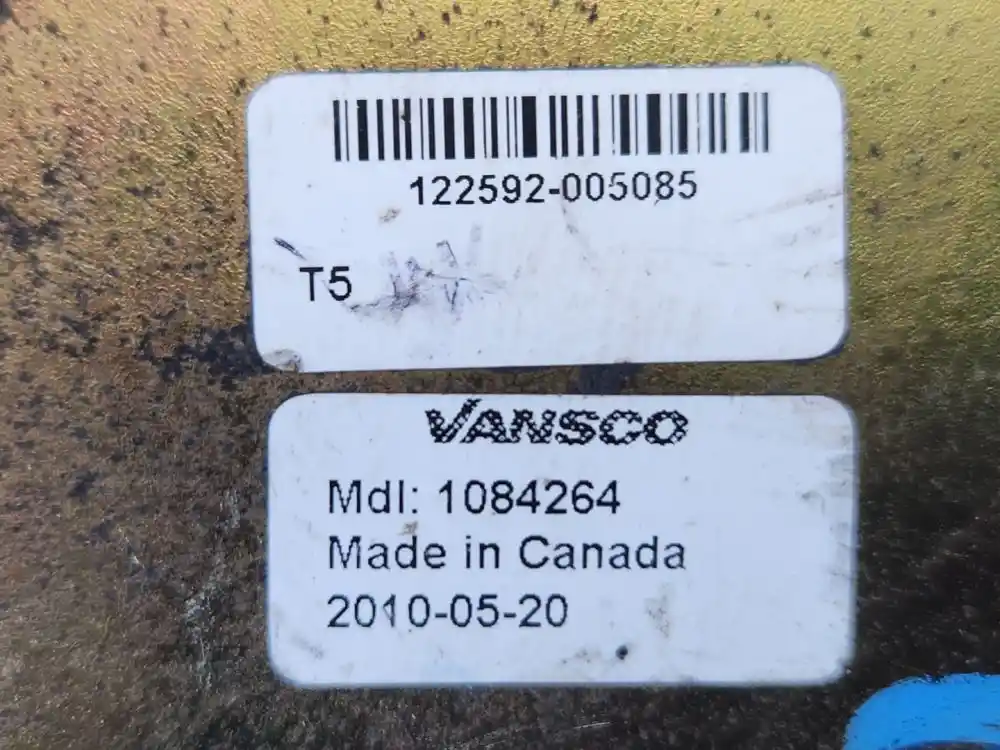 122592-005085
T5
VANSCO
Mdl: 1084264
Made in Canada
2010-05-20